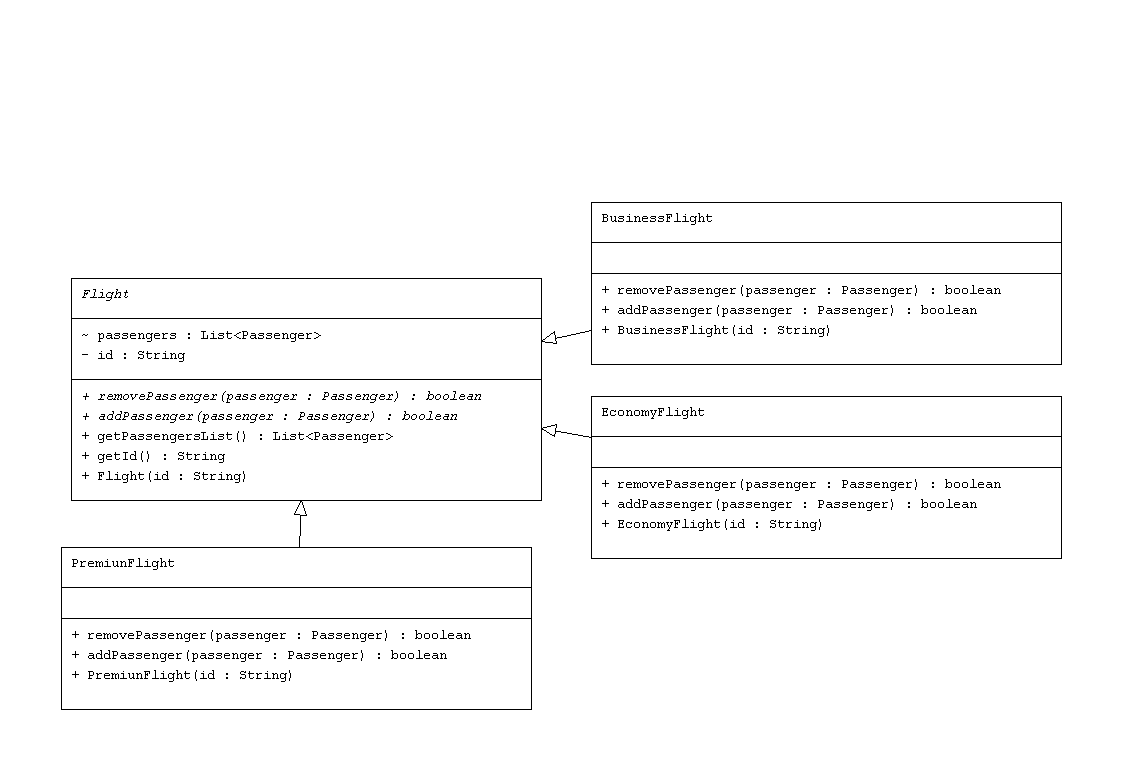 BusinessFlight
+ removePassenger(passenger : Passenger) : boolean
+ addPassenger(passenger : Passenger) : boolean
+ BusinessFlight(id : String)
Flight
~ passengers : List<Passenger>
- id : String
+ removePassenger(passenger : Passenger) : boolean
+ addPassenger(passenger : Passenger) : boolean
+ getPassengersList() : List<Passenger>
+ getId() : String
+ Flight(id : String)
EconomyFlight
+ removePassenger(passenger : Passenger) : boolean
+ addPassenger(passenger : Passenger) : boolean
+ EconomyFlight(id : String)
PremiunFlight
+ removePassenger(passenger : Passenger) : boolean
+ addPassenger(passenger : Passenger) : boolean
+ PremiunFlight(id : String)